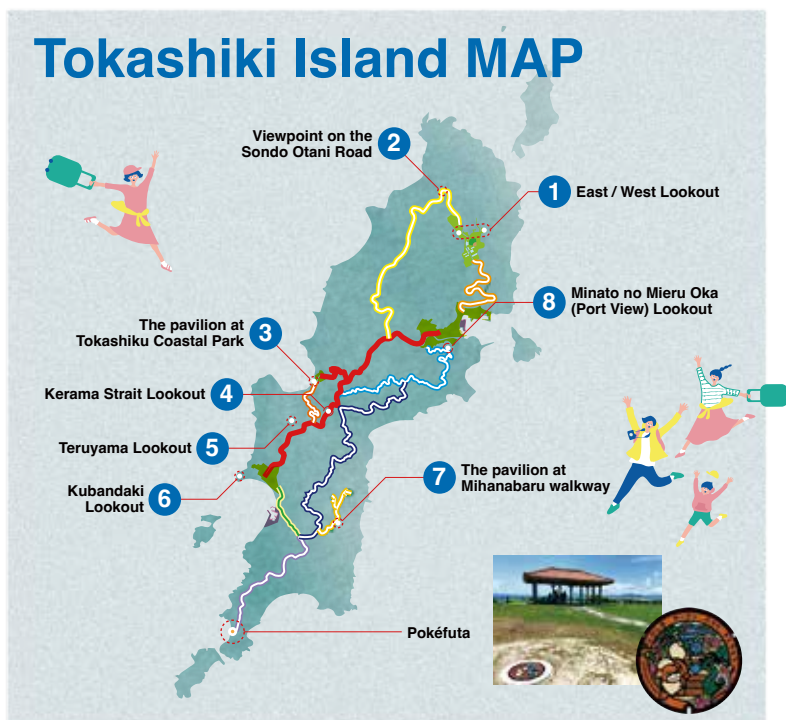 Tokashiki Island MAP
Viewpoint on the
Sondo Otani Road
2
1
East / West Lookout
8
Minato no Mieru Oka
(Port View) Lookout
The pavilion at
Tokashiku Coastal Park
3
Kerama Strait Lookout
4
Teruyama Lookout
5
Kubandaki
Lookout
6
7
The pavilion at
Mihanabaru walkway
Pokéfuta